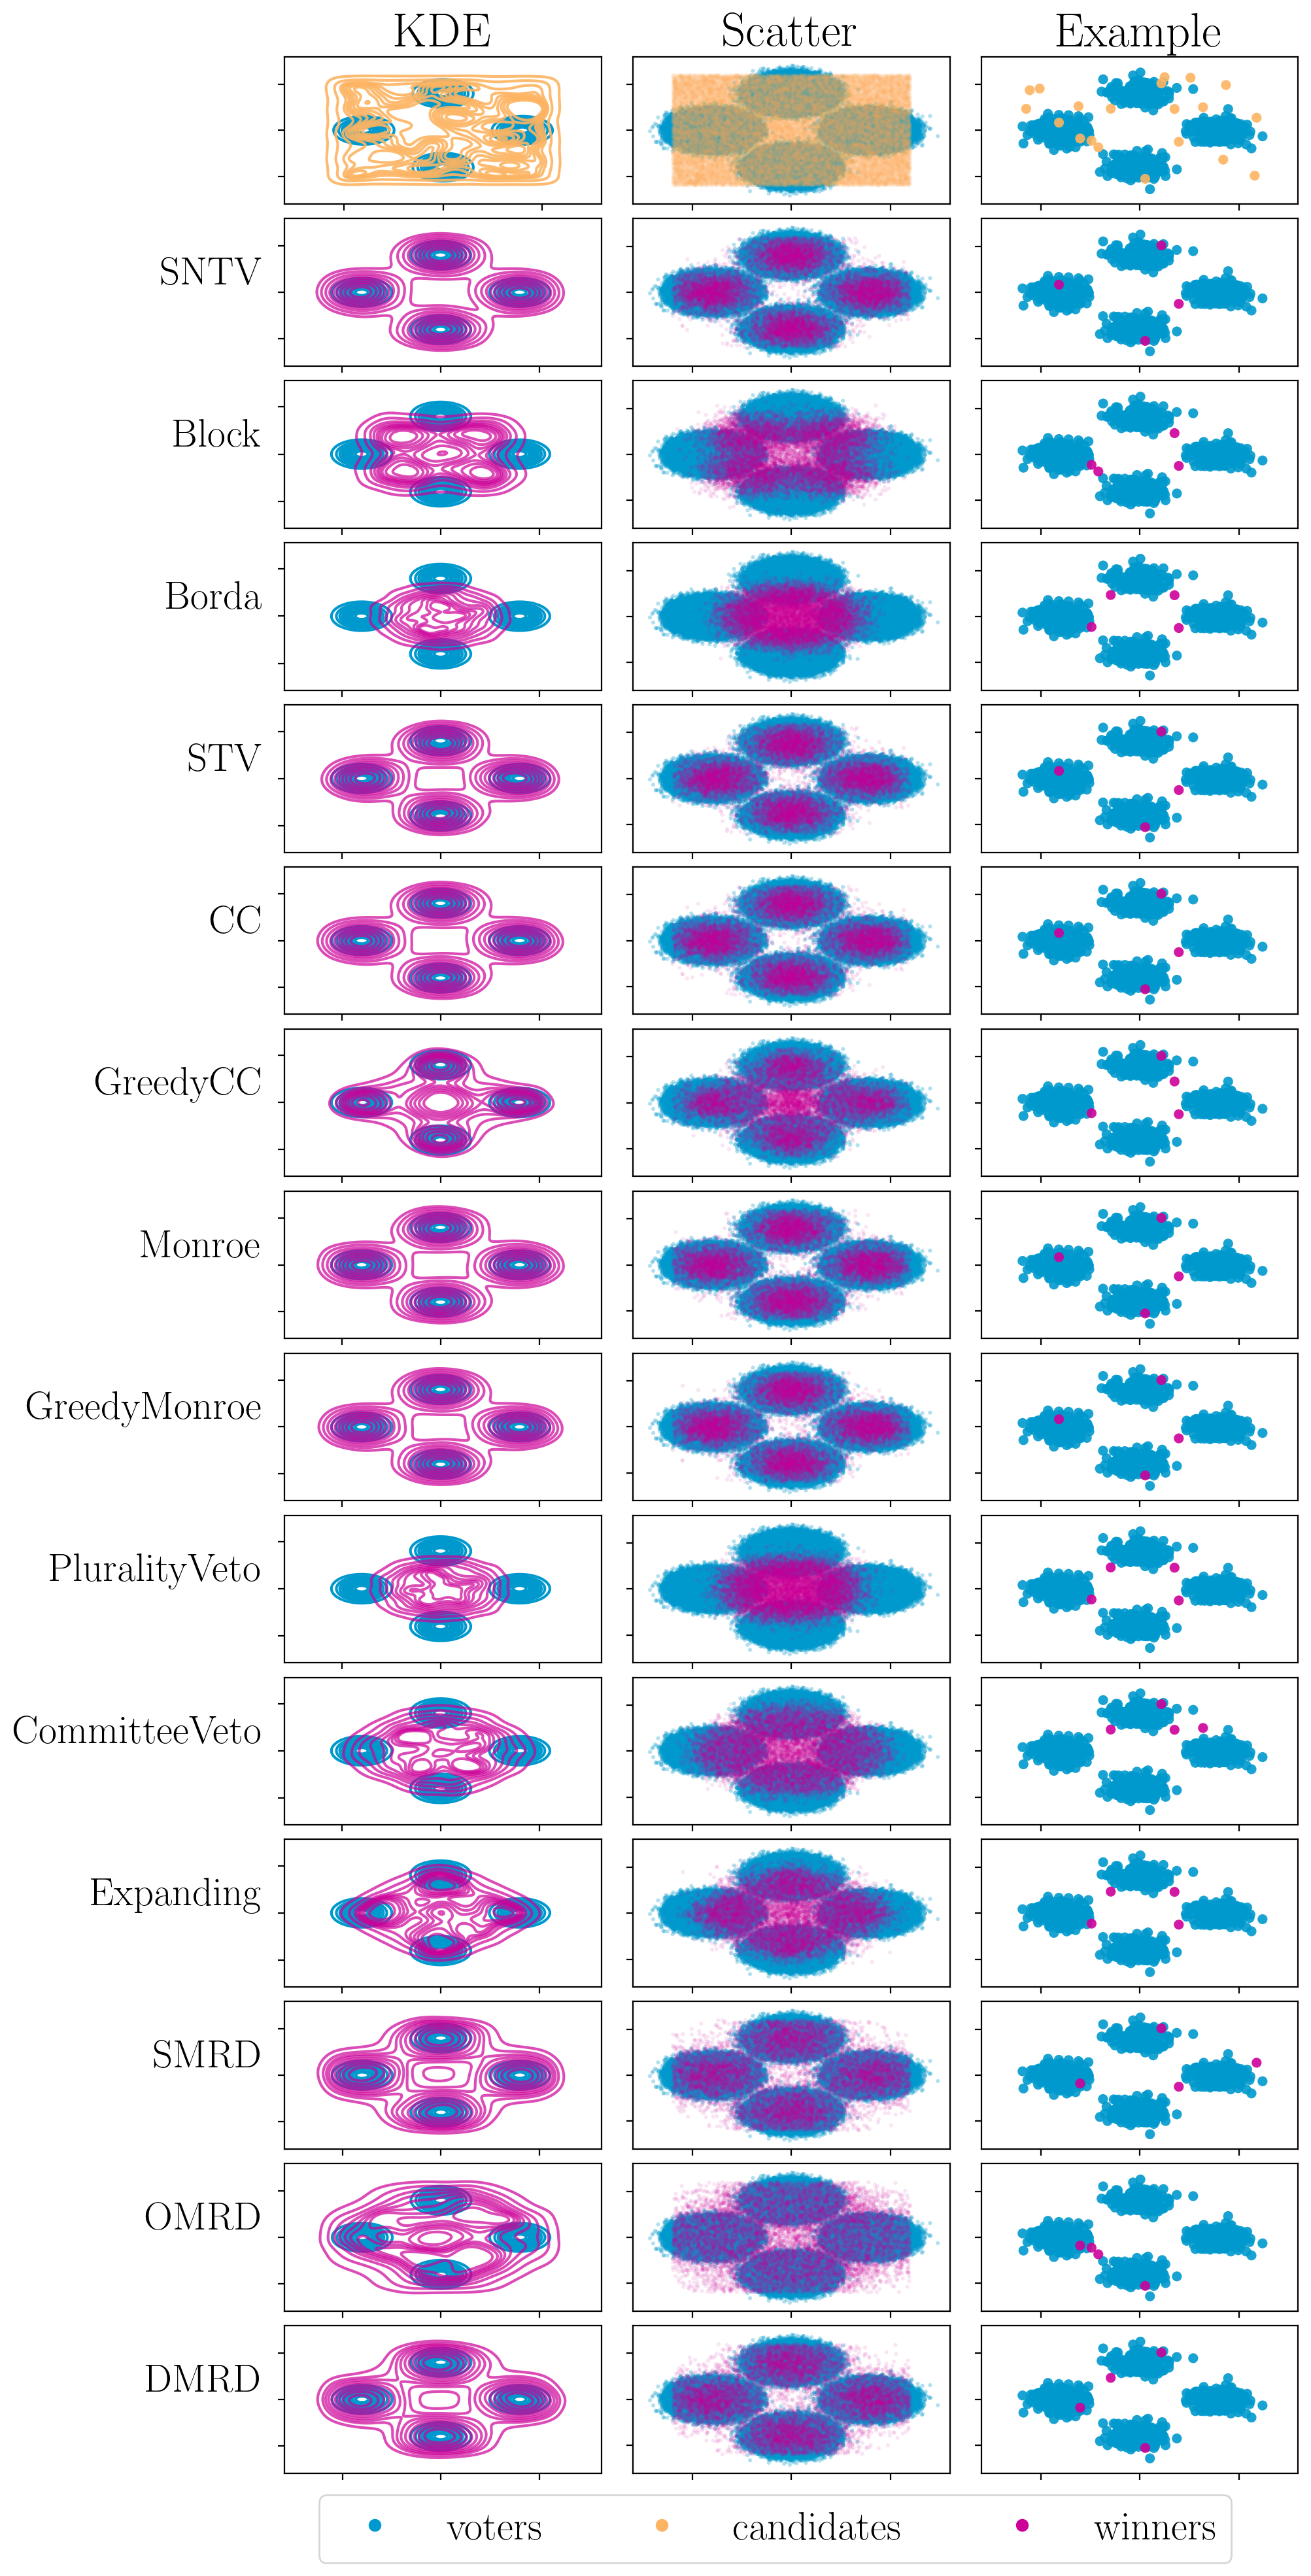 KDE Scatter Example
SNTV
Block
Borda
STV
CC
GreedyCC
Monroe
GreedyMonroe
PluralityVeto
CommitteeVeto
Expanding
SMRD
OMRD
DMRD
voters candidates winners